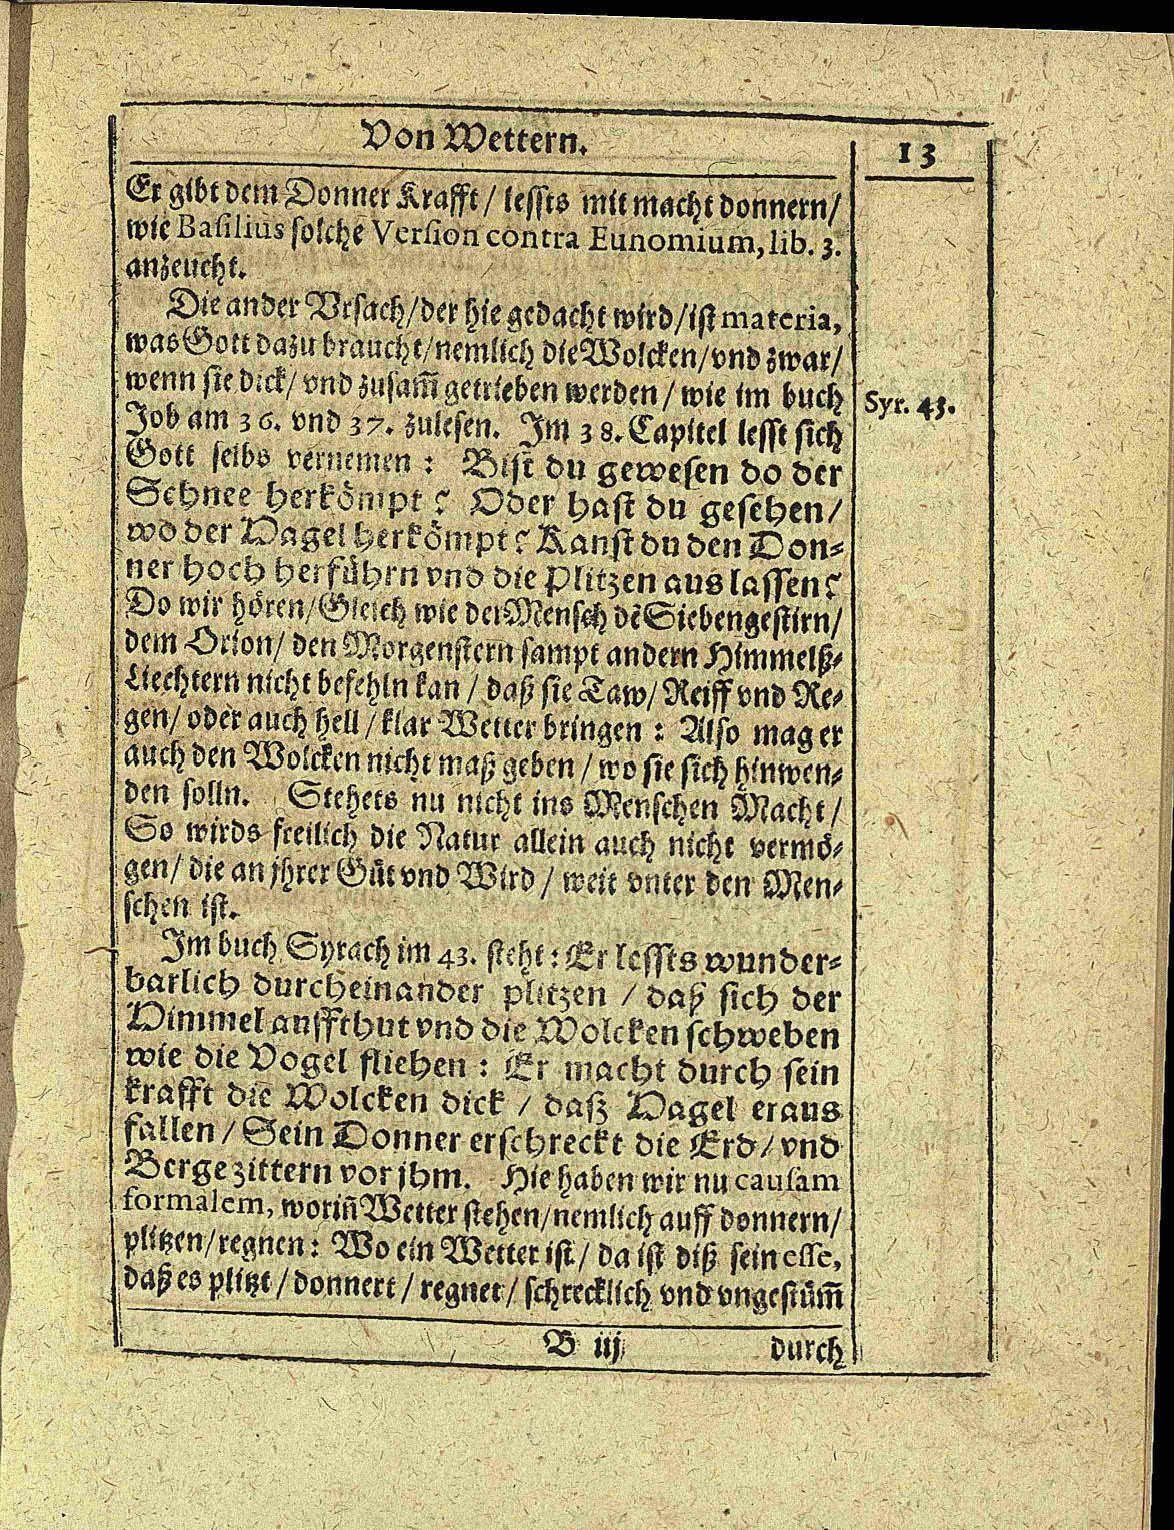 Von Wettern.
13
Er gibt dem Donner Krafft / lessts mit macht donnern /
wie Basilius solche Version contra Eunomium, lib. 3.
anzeucht.
Die ander Vrsach / der hie gedacht wird / ist materia,
was Gott dazu braucht / nemlich die Wolcken / vnd zwar /
wenn sie dick / vnd zusam̄ getrieben werden / wie im buch
Syr. 43.
Job am 36. vnd 37. zulesen. Im 38. Capitel lesst sich
Gott selbs vernemen : Bist du gewesen do der
Schnee herkömpt ? Oder hast du gesehen /
wo der Hagel herkömpt ? Kanst du den Don⸗
ner hoch herführn vnd die Plitzen aus lassen ?
Do wir hören / Gleich wie der Mensch dē Siebengestirn /
dem Orion / den Morgenstern sampt andern Himmelß⸗
Liechtern nicht befehln kan / daß sie Taw / Reiff vnd Re⸗
gen / oder auch hell / klar Wetter bringen : Also mag er
auch den Wolcken nicht maß geben / wo sie sich hinwen⸗
den solln. Stehets nu nicht ins Menschen Macht /
So wirds freilich die Natur allein auch nicht vermö⸗
gen / die an jhrer Güt vnd Wird / weit vnter den Men⸗
schen ist.
Im buch Syrach im 43. steht : Er lessts wunder⸗
barlich durcheinander plitzen / daß sich der
Himmel auffthut vnd die Wolcken schweben
wie die Vogel fliehen : Er macht durch sein
krafft die Wolcken dick / daß Hagel eraus
fallen / Sein Donner erschreckt die Erd / vnd
Berge zittern vor jhm. Hie haben wir nu causam
formalem, worin̄ Wetter stehen / nemlich auff donnern /
plitzen / regnen : Wo ein Wetter ist / da ist diß sein esse,
daß es plitzt / donnert / regnet / schrecklich vnd vngestüm̄
B iij
durch